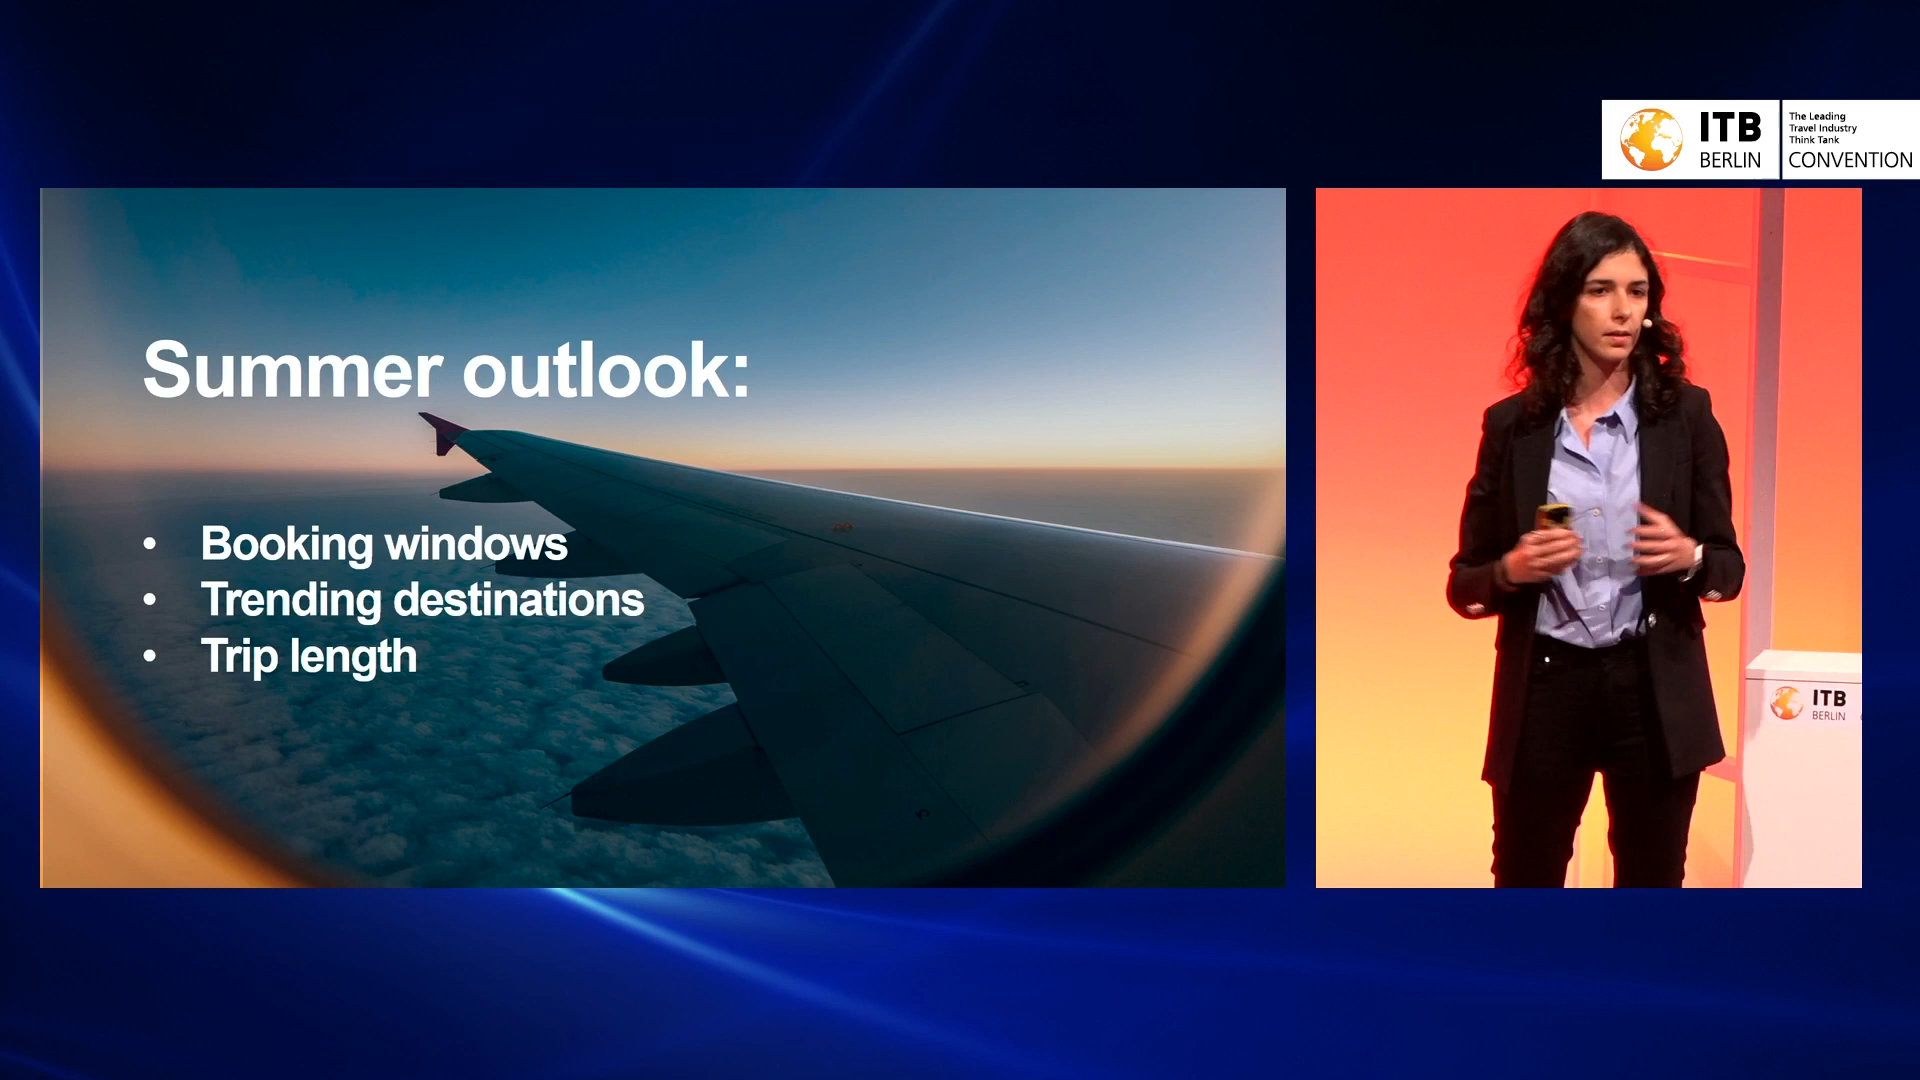 ITB
BERLIN
The Leading
Travel Industry
Think Tank
CONVENTION
Summer outlook:
• Booking windows
• Trending destinations
• Trip length
ITB
BERLIN